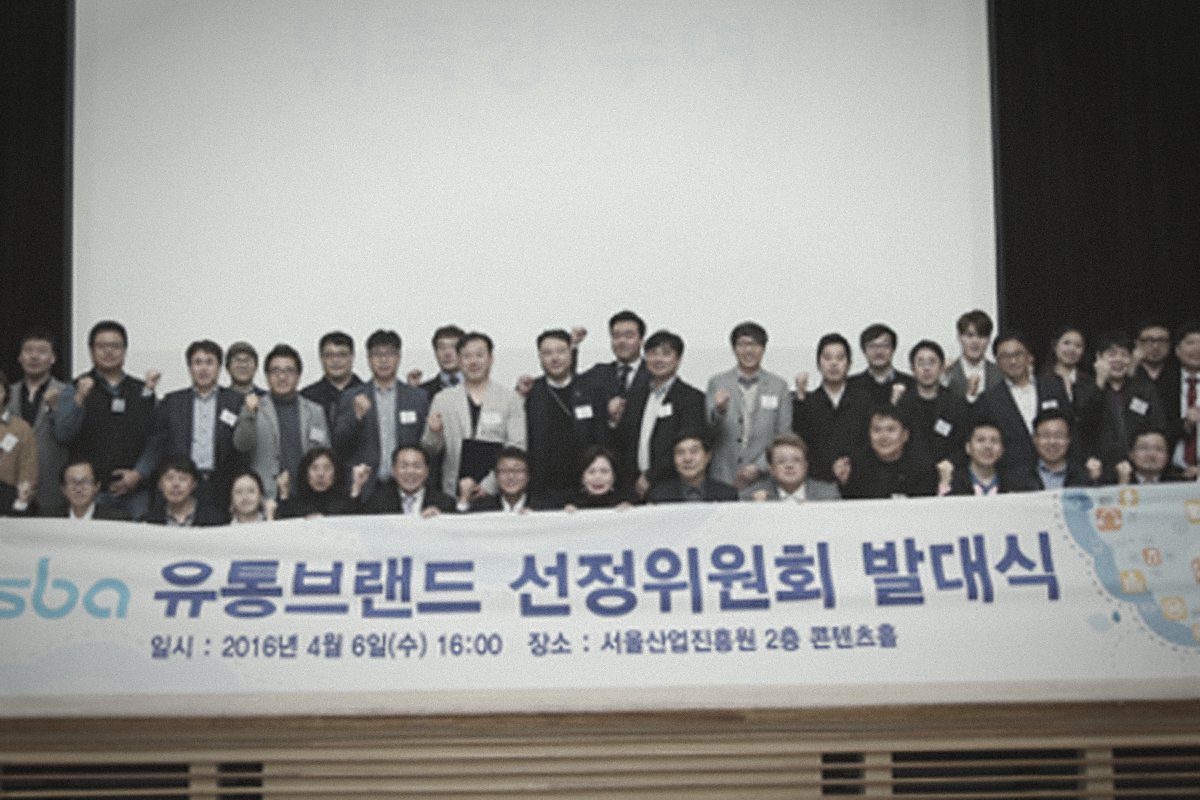 sba 유통브랜드 선정위원회 발대식
일시 : 2016년 4월 6일(수) 16:00 장소 : 서울산업진흥원 2층 콘텐츠홀